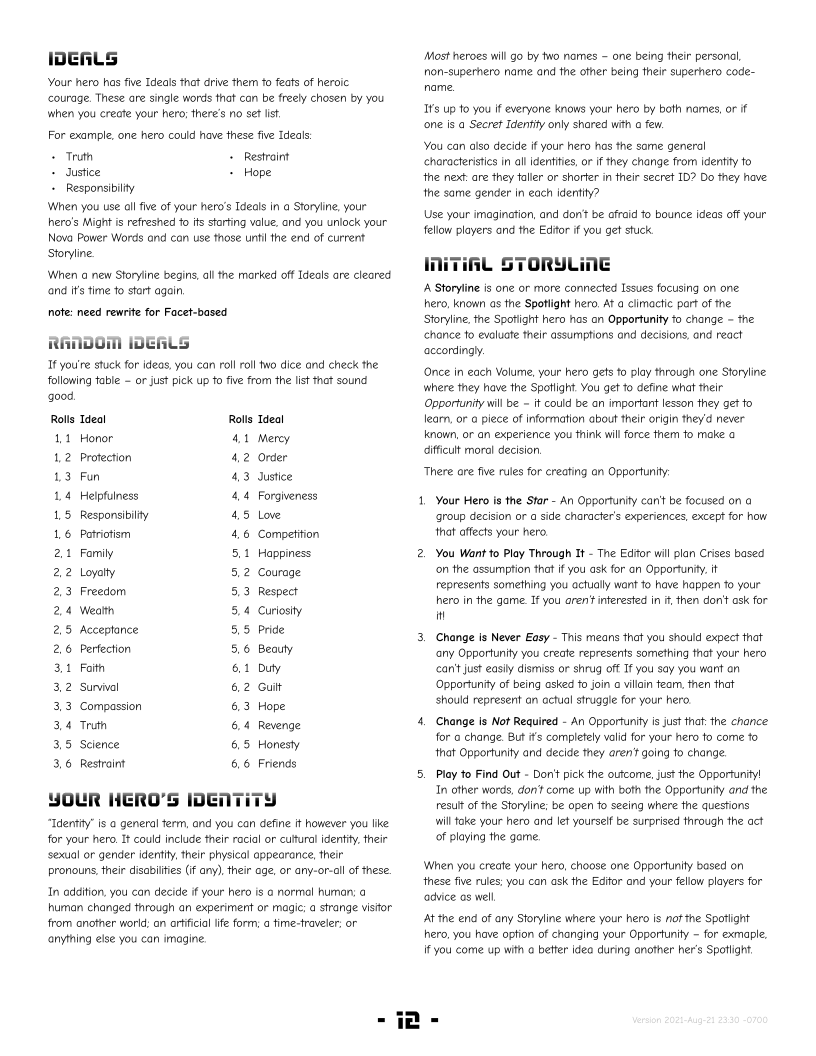 IDEALS
Your hero has five Ideals that drive them to feats of heroic
courage. These are single words that can be freely chosen by you
when you create your hero; there's no set list.
For example, one hero could have these five Ideals:
• Truth
• Justice
• Responsibility
• Restraint
• Hope
When you use all five of your hero's Ideals in a Storyline, your
hero's Might is refreshed to its starting value, and you unlock your
Nova Power Words and can use those until the end of current
Storyline.
When a new Storyline begins, all the marked off Ideals are cleared
and it's time to start again.
note: need rewrite for Facet-based
RANDOM IDEALS
If you're stuck for ideas, you can roll roll two dice and check the
following table – or just pick up to five from the list that sound
good.
Rolls Ideal
1, 1 Honor
1, 2 Protection
1, 3 Fun
1, 4 Helpfulness
1, 5 Responsibility
1, 6 Patriotism
2, 1 Family
2, 2 Loyalty
2, 3 Freedom
2, 4 Wealth
2, 5 Acceptance
2, 6 Perfection
3, 1 Faith
3, 2 Survival
3, 3 Compassion
3, 4 Truth
3, 5 Science
3, 6 Restraint
Rolls Ideal
4, 1 Mercy
4, 2 Order
4, 3 Justice
4, 4 Forgiveness
4, 5 Love
4, 6 Competition
5, 1 Happiness
5, 2 Courage
5, 3 Respect
5, 4 Curiosity
5, 5 Pride
5, 6 Beauty
6, 1 Duty
6, 2 Guilt
6, 3 Hope
6, 4 Revenge
6, 5 Honesty
6, 6 Friends
YOUR HERO'S IDENTITY
"Identity" is a general term, and you can define it however you like
for your hero. It could include their racial or cultural identity, their
sexual or gender identity, their physical appearance, their
pronouns, their disabilities (if any), their age, or any-or-all of these.
In addition, you can decide if your hero is a normal human; a
human changed through an experiment or magic; a strange visitor
from another world; an artificial life form; a time-traveler; or
anything else you can imagine.
Most heroes will go by two names – one being their personal,
non-superhero name and the other being their superhero code-
name.
It's up to you if everyone knows your hero by both names, or if
one is a Secret Identity only shared with a few.
You can also decide if your hero has the same general
characteristics in all identities, or if they change from identity to
the next: are they taller or shorter in their secret ID? Do they have
the same gender in each identity?
Use your imagination, and don't be afraid to bounce ideas off your
fellow players and the Editor if you get stuck.
INITIAL STORYLINE
A Storyline is one or more connected Issues focusing on one
hero, known as the Spotlight hero. At a climactic part of the
Storyline, the Spotlight hero has an Opportunity to change – the
chance to evaluate their assumptions and decisions, and react
accordingly.
Once in each Volume, your hero gets to play through one Storyline
where they have the Spotlight. You get to define what their
Opportunity will be – it could be an important lesson they get to
learn, or a piece of information about their origin they'd never
known, or an experience you think will force them to make a
difficult moral decision.
There are five rules for creating an Opportunity:
1. Your Hero is the Star - An Opportunity can't be focused on a
group decision or a side character's experiences, except for how
that affects your hero.
2. You Want to Play Through It - The Editor will plan Crises based
on the assumption that if you ask for an Opportunity, it
represents something you actually want to have happen to your
hero in the game. If you aren't interested in it, then don't ask for
it!
3. Change is Never Easy - This means that you should expect that
any Opportunity you create represents something that your hero
can't just easily dismiss or shrug off. If you say you want an
Opportunity of being asked to join a villain team, then that
should represent an actual struggle for your hero.
4. Change is Not Required - An Opportunity is just that: the chance
for a change. But it's completely valid for your hero to come to
that Opportunity and decide they aren't going to change.
5. Play to Find Out - Don't pick the outcome, just the Opportunity!
In other words, don't come up with both the Opportunity and the
result of the Storyline; be open to seeing where the questions
will take your hero and let yourself be surprised through the act
of playing the game.
When you create your hero, choose one Opportunity based on
these five rules; you can ask the Editor and your fellow players for
advice as well.
At the end of any Storyline where your hero is not the Spotlight
hero, you have option of changing your Opportunity – for exmaple,
if you come up with a better idea during another her's Spotlight.
- 12 -
Version 2021-Aug-21 23:30 -0700